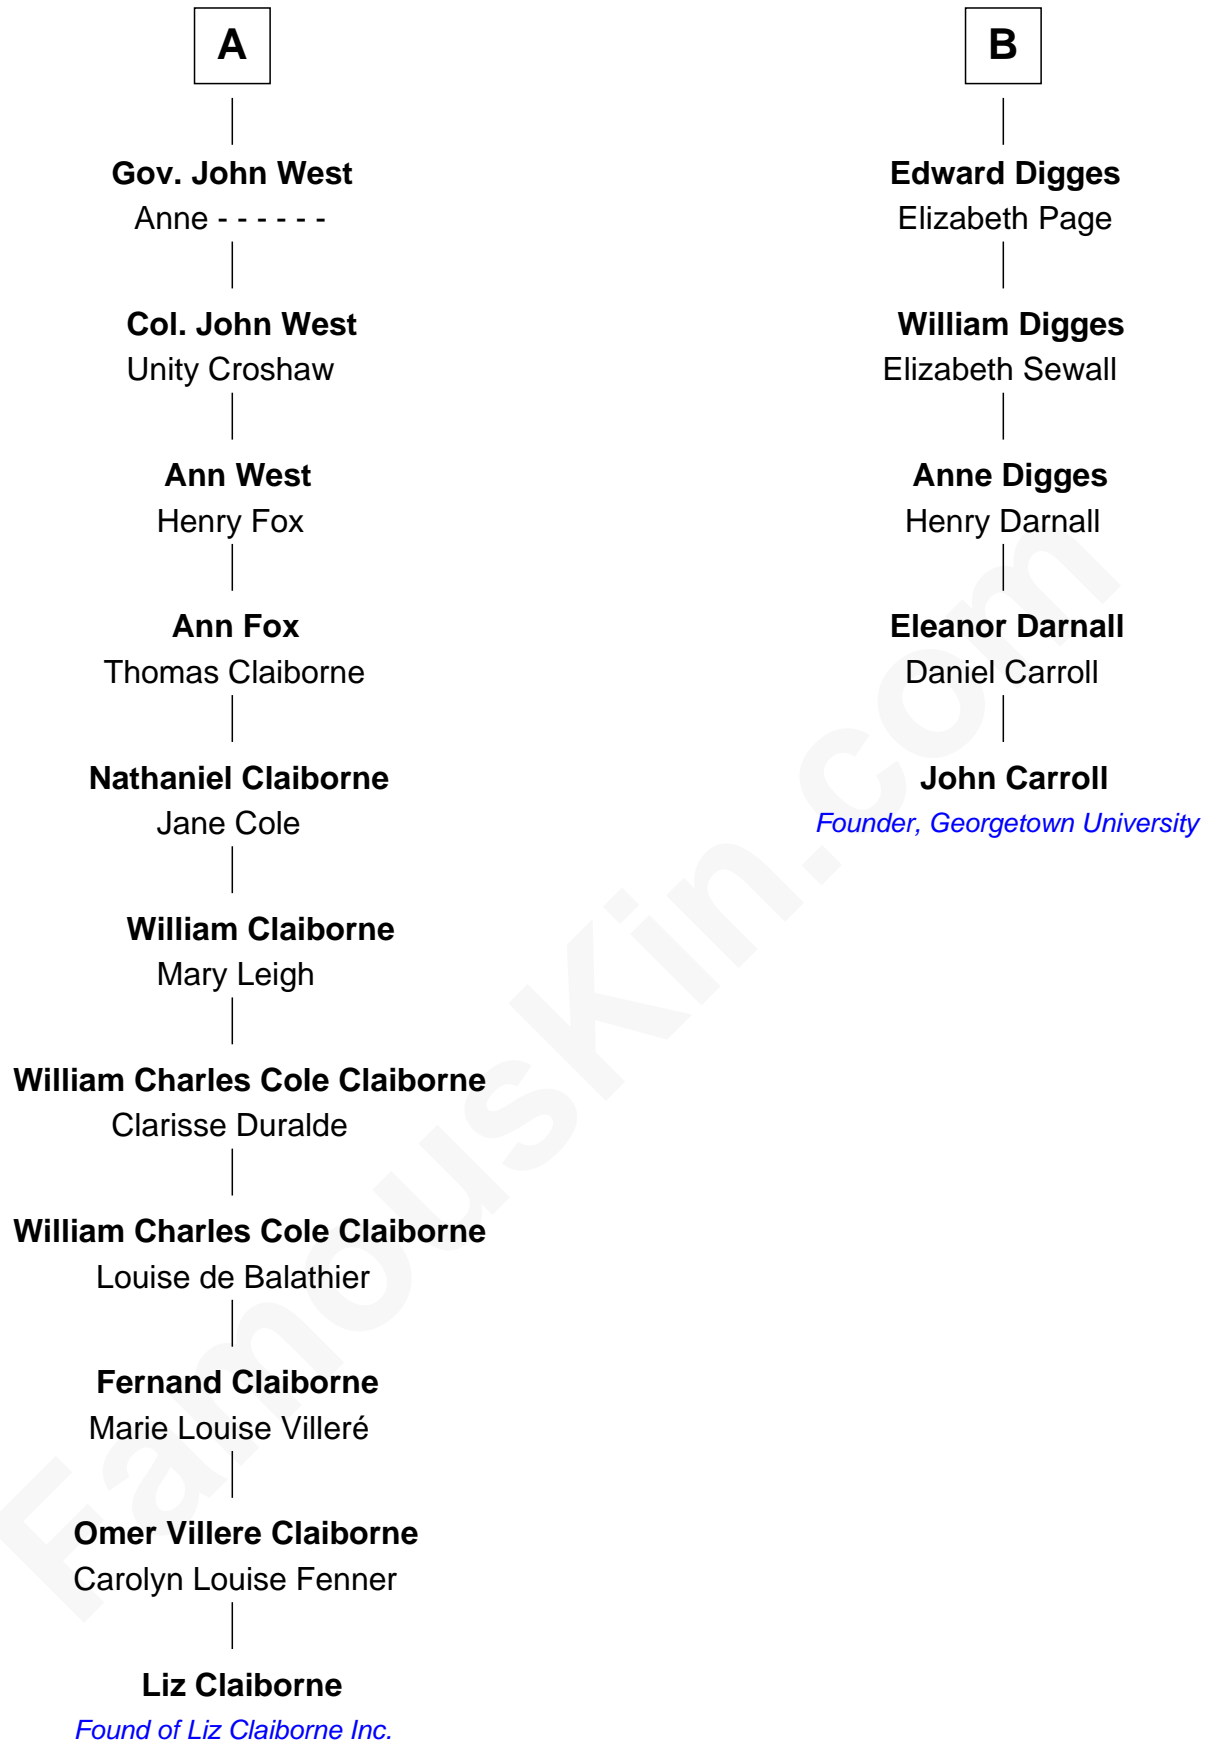 A
Gov. John West
Anne - - - - - -
Col. John West
Unity Croshaw
Ann West
Henry Fox
Ann Fox
Thomas Claiborne
Nathaniel Claiborne
Jane Cole
William Claiborne
Mary Leigh
William Charles Cole Claiborne
Clarisse Duralde
William Charles Cole Claiborne
Louise de Balathier
Fernand Claiborne
Marie Louise Villeré
Omer Villere Claiborne
Carolyn Louise Fenner
Liz Claiborne
Found of Liz Claiborne Inc.
B
Edward Digges
Elizabeth Page
William Digges
Elizabeth Sewall
Anne Digges
Henry Darnall
Eleanor Darnall
Daniel Carroll
John Carroll
Founder, Georgetown University
FamousKin.com